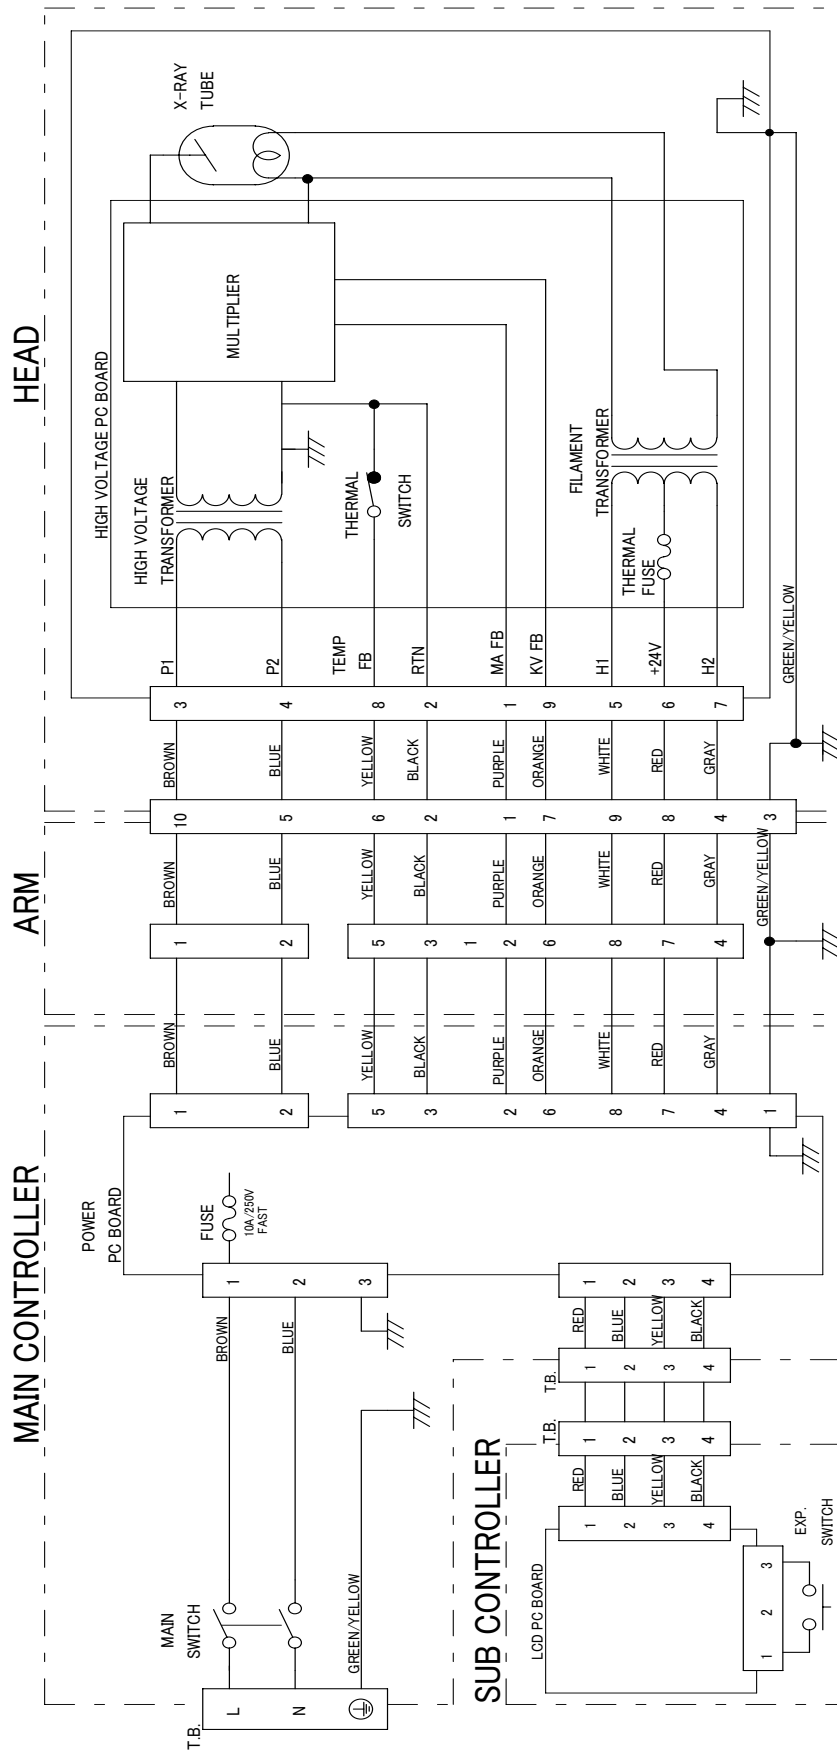 HEAD
X-RAY
TUBE
HIGH VOLTAGE PC BOARD
MULTIPLIER
HIGH VOLTAGE
TRANSFORMER
THERMAL
SWITCH
FILAMENT
TRANSFORMER
THERMAL
FUSE
P1
P2
TEMP
FB
RTN
MA FB
KV FB
H1
+24V
H2
GREEN/YELLOW
3
4
8
2
1
9
5
6
7
BROWN
BLUE
YELLOW
BLACK
PURPLE
ORANGE
WHITE
RED
GRAY
10
5
6
2
1
7
9
8
4
3
ARM
BROWN
BLUE
YELLOW
BLACK
PURPLE
ORANGE
WHITE
RED
GRAY
GREEN/YELLOW
1
2
5
3
1
2
6
8
7
4
BROWN
BLUE
YELLOW
BLACK
PURPLE
ORANGE
WHITE
RED
GRAY
1
2
5
3
2
6
8
7
4
1
MAIN CONTROLLER
POWER
PC BOARD
FUSE
10A/250V
FAST
1
2
3
BROWN
BLUE
MAIN
SWITCH
GREEN/YELLOW
T.B.
L
N
1
2
3
4
RED
BLUE
YELLOW
BLACK
T.B.
1
2
3
4
SUB CONTROLLER
T.B.
1
2
3
4
RED
BLUE
YELLOW
BLACK
1
2
3
4
LCD PC BOARD
1
2
3
EXP.
SWITCH